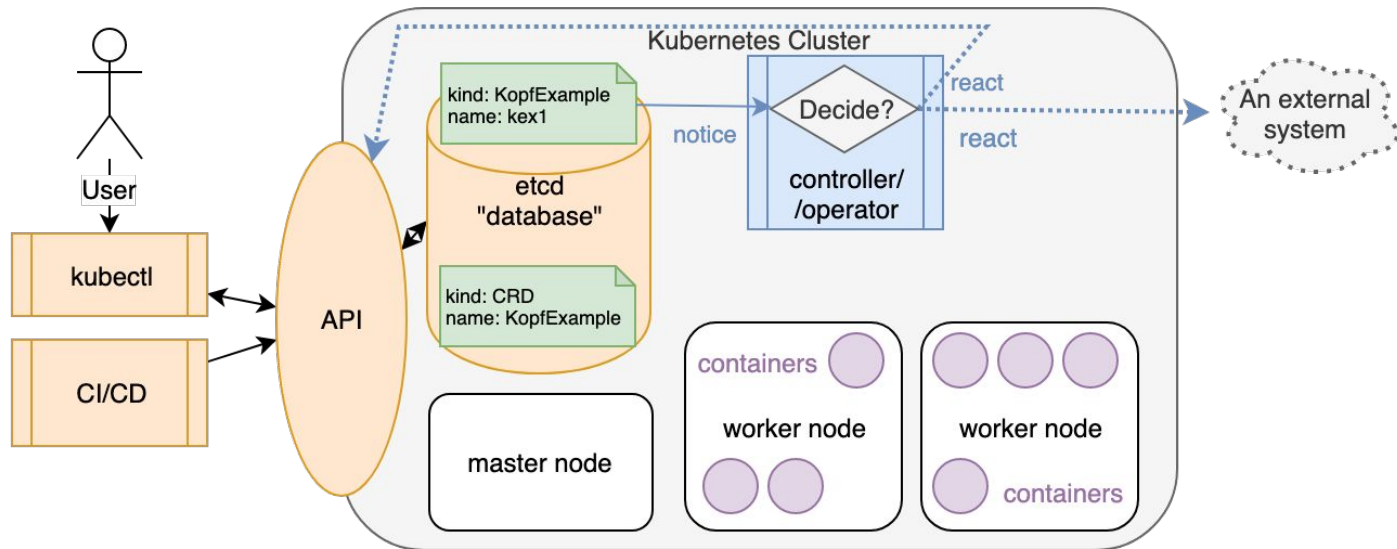 Kubernetes Cluster
kind: KopfExample
name: kex1
notice
Decide?
controller/
/operator
react
react
An external
system
User
kubectl
CI/CD
API
etcd
"database"
kind: CRD
name: KopfExample
master node
containers
worker node
worker node
containers